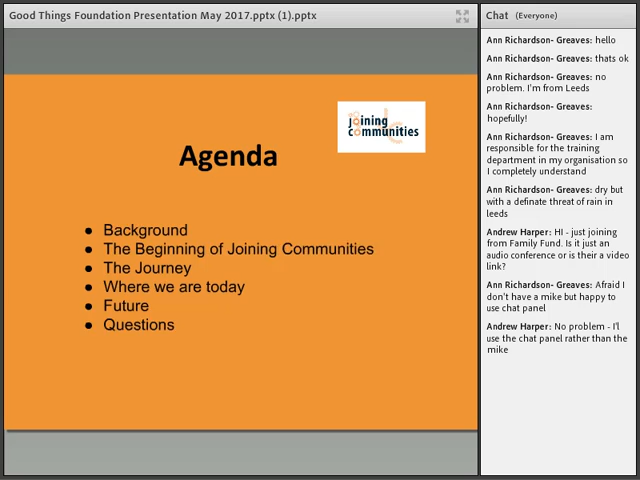 Good Things Foundation Presentation May 2017.pptx (1).pptx
joining
communities
Agenda
● Background
● The Beginning of Joining Communities
● The Journey
● Where we are today
● Future
● Questions
Chat (Everyone)
Ann Richardson- Greaves: hello
Ann Richardson- Greaves: thats ok
Ann Richardson- Greaves: no
problem. I'm from Leeds
Ann Richardson- Greaves:
hopefully!
Ann Richardson- Greaves: I am
responsible for the training
department in my organisation so
I completely understand
Ann Richardson- Greaves: dry but
with a definate threat of rain in
leeds
Andrew Harper: HI - just joining
from Family Fund. Is it just an
audio conference or is their a video
link?
Ann Richardson- Greaves: Afraid I
don't have a mike but happy to
use chat panel
Andrew Harper: No problem - I'l
use the chat panel rather than the
mike